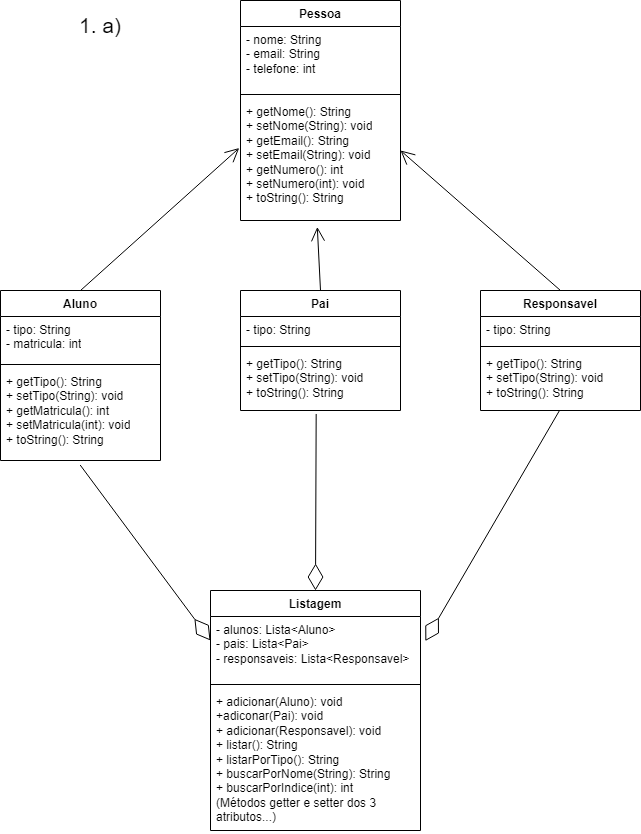 1. a)
Pessoa
- nome: String
- email: String
- telefone: int
+ getNome(): String
+ setNome(String): void
+ getEmail(): String
+ setEmail(String): void
+ getNumero(): int
+ setNumero(int): void
+ toString(): String
Aluno
- tipo: String
- matricula: int
+ getTipo(): String
+ setTipo(String): void
+ getMatricula(): int
+ setMatricula(int): void
+ toString(): String
Pai
- tipo: String
+ getTipo(): String
+ setTipo(String): void
+ toString(): String
Responsavel
- tipo: String
+ getTipo(): String
+ setTipo(String): void
+ toString(): String
Listagem
- alunos: Lista<Aluno>
- pais: Lista<Pai>
- responsaveis: Lista<Responsavel>
+ adicionar(Aluno): void
+adiconar(Pai): void
+ adicionar(Responsavel): void
+ listar(): String
+ listarPorTipo(): String
+ buscarPorNome(String): String
+ buscarPorIndice(int): int
(Métodos getter e setter dos 3
atributos...)